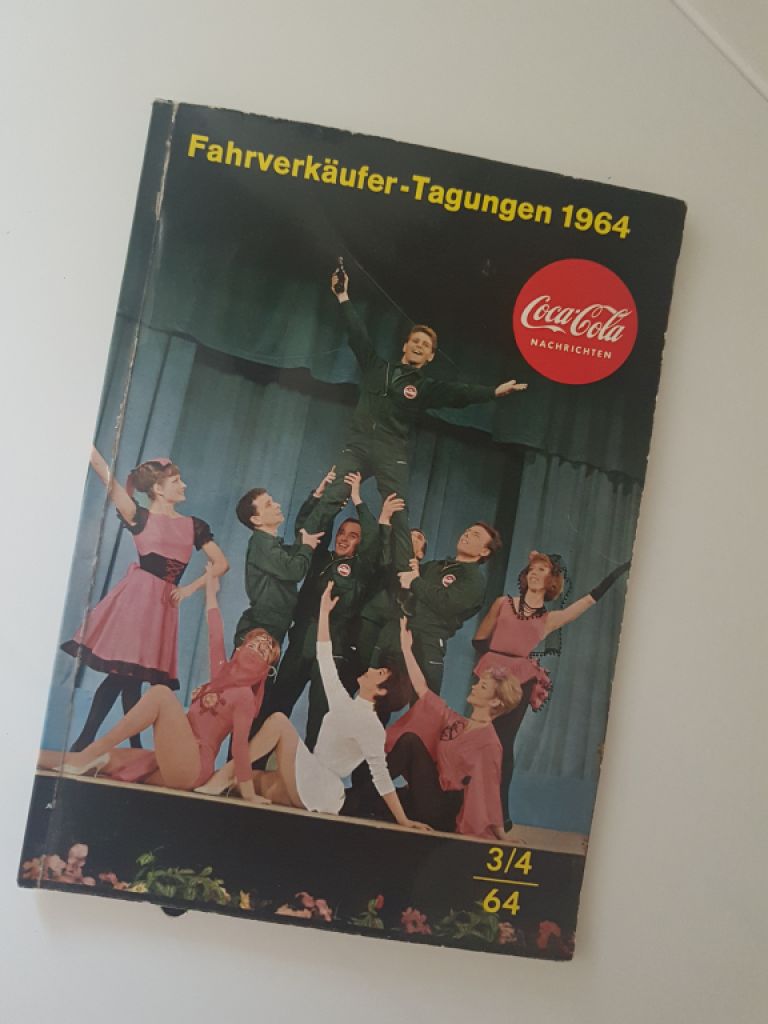 Fahrverkäufer-Tagungen 1964
Coca-Cola
NACHRICHTEN
3/4
64